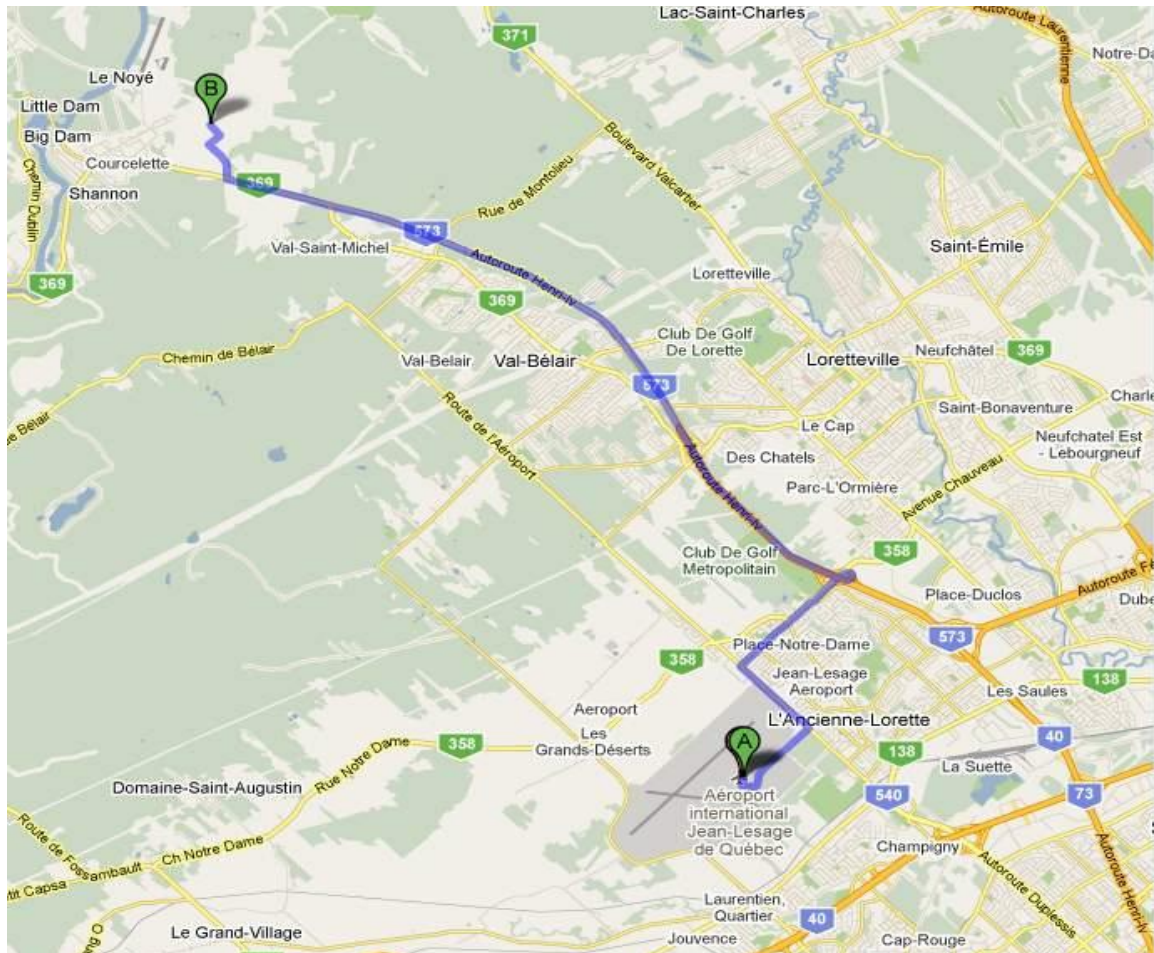 Lac-Saint-Charles
Autoroute Laurentienne
371
Notre-Da
Le Noyé
B
Little Dam
Big Dam
Boulevard Valcartier
Courcelette
369
Rue de Montolieu
Chemin Dublin
Shannon
573
Val-Saint-Michel
Saint-Émile
Autoroute Henri-Iv
Loretteville
369
369
Club De Golf
De Lorette
Chemin de Bélair
Val-Belair
Val-Bélair
Loretteville
Neufchâtel
369
573
Saint-Bonaventure
Charle
de Bélair
Route de l'Aéroport
Le Cap
Neufchatel Est
- Lebourgneuf
Des Chatels
Autoroute Henri-Iv
Parc-L'Ormière
Avenue Chauveau
Club De Golf
Metropolitain
358
Autoroute Fé
Place-Duclos
Dube
573
Place-Notre-Dame
358
Jean-Lesage
Aeroport
138
Les Saules
Aeroport
L'Ancienne-Lorette
Les
Grands-Déserts
A
40
358
138
Rue Notre Dame
La Suette
Domaine-Saint-Augustin
Aéroport
international
Jean-Lesage
de Québec
540
73
Route de Fossambault
Ch Notre Dame
Champigny
Autoroute Duplessis
Autoroute Henri-Iv
tit Capsa
Laurentien,
Quartier
40
Le Grand-Village
Jouvence
Cap-Rouge